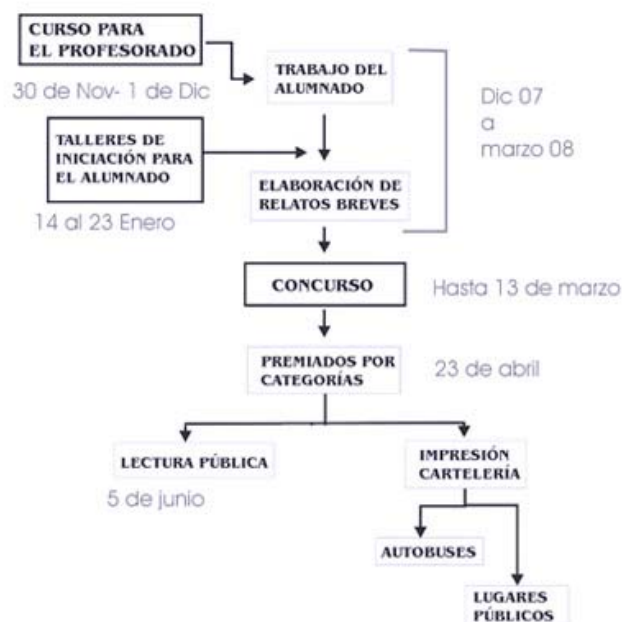 CURSO PARA
EL PROFESORADO
30 de Nov- 1 de Dic
TRABAJO DEL
ALUMNADO
Dic 07
a
marzo 08
TALLERES DE
INICIACIÓN PARA
EL ALUMNADO
14 al 23 Enero
ELABORACIÓN DE
RELATOS BREVES
CONCURSO
Hasta 13 de marzo
PREMIADOS POR
CATEGORÍAS
23 de abril
LECTURA PÚBLICA
5 de junio
IMPRESIÓN
CARTELERÍA
AUTOBUSES
LUGARES
PÚBLICOS